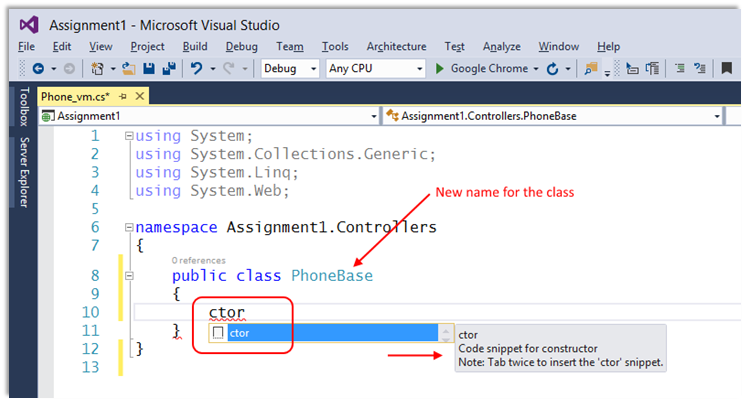 Assignment1 - Microsoft Visual Studio
File Edit View Project Build Debug Team Tools Architecture Test Analyze Window Help
Debug Any CPU Google Chrome
Toolbox
Server Explorer
Phone_vm.cs*
Assignment1 Assignment1.Controllers.PhoneBase
1 using System;
2 using System.Collections.Generic;
3 using System.Linq;
4 using System.Web;
5
New name for the class
6 namespace Assignment1.Controllers
7 {
0 references
8 public class PhoneBase
9 {
10 ctor
11 }
ctor
ctor
Code snippet for constructor
Note: Tab twice to insert the 'ctor' snippet.
12 }
13